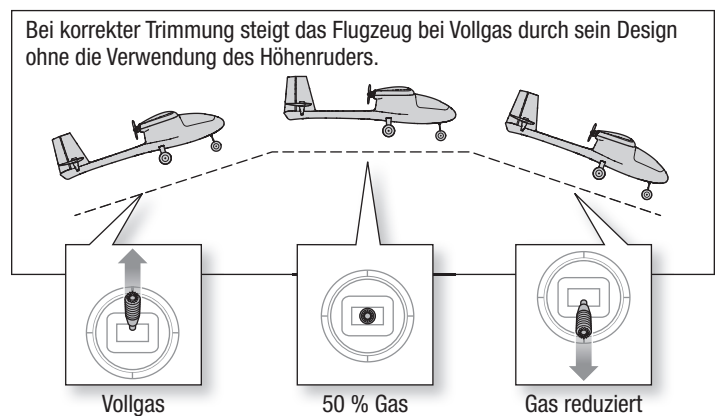 Bei korrekter Trimmung steigt das Flugzeug bei Vollgas durch sein Design
ohne die Verwendung des Höhenruders.
Vollgas
50 % Gas
Gas reduziert